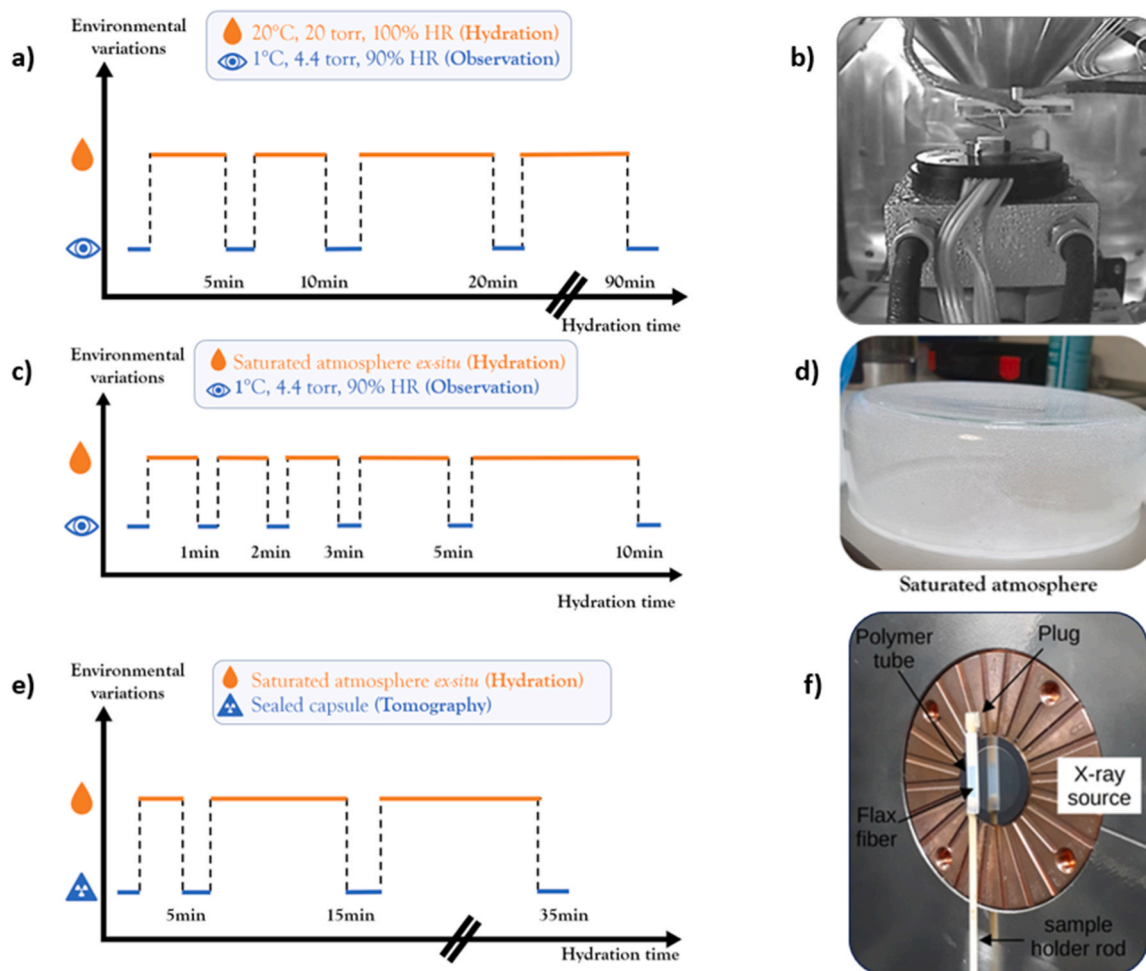 a)
Environmental
variations
20°C, 20 torr, 100% HR (Hydration)
1°C, 4.4 torr, 90% HR (Observation)
5min
10min
20min
90min
Hydration time
b)
c)
Environmental
variations
Saturated atmosphere ex-situ (Hydration)
1°C, 4.4 torr, 90% HR (Observation)
1min
2min
3min
5min
10min
Hydration time
d)
Saturated atmosphere
e)
Environmental
variations
Saturated atmosphere ex-situ (Hydration)
Sealed capsule (Tomography)
5min
15min
35min
Hydration time
f)
Polymer
tube
Plug
X-ray
source
Flax
fiber
sample
holder rod